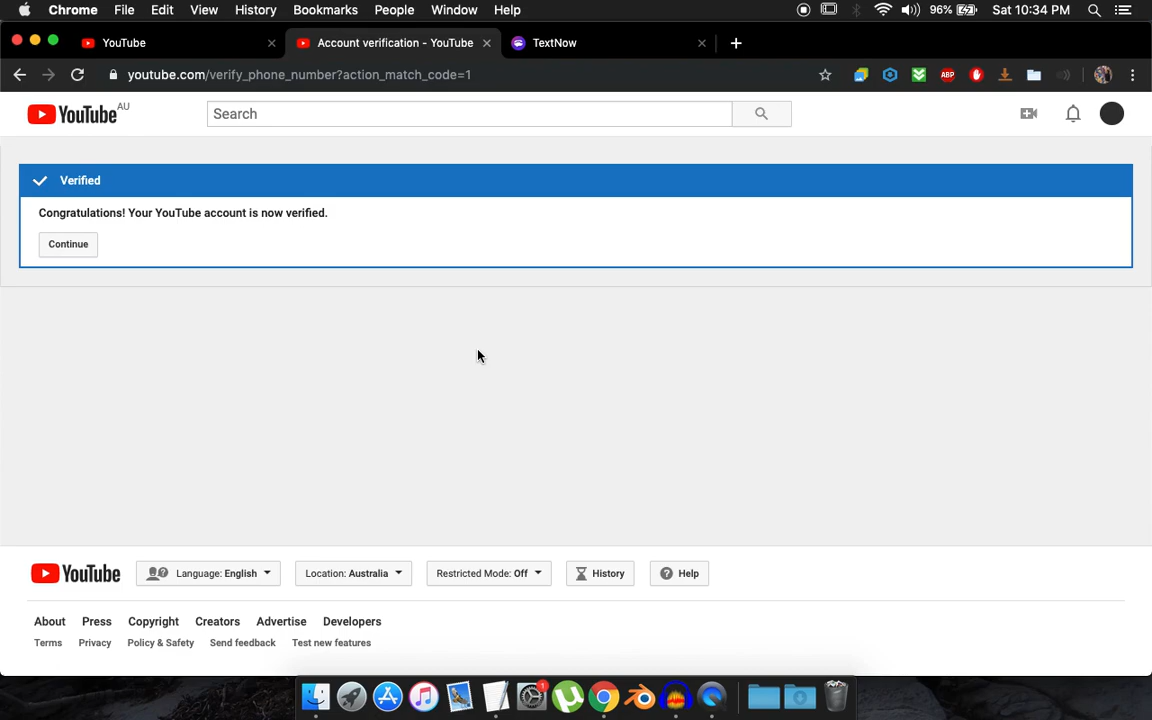 Chrome File Edit View History Bookmarks People Window Help 96% Sat 10:34 PM
YouTube Account verification - YouTube TextNow
youtube.com/verify_phone_number?action_match_code=1 ABP
YouTube AU Search
Verified
Congratulations! Your YouTube account is now verified.
Continue
YouTube Language: English Location: Australia Restricted Mode: Off History Help
About Press Copyright Creators Advertise Developers
Terms Privacy Policy & Safety Send feedback Test new features
1